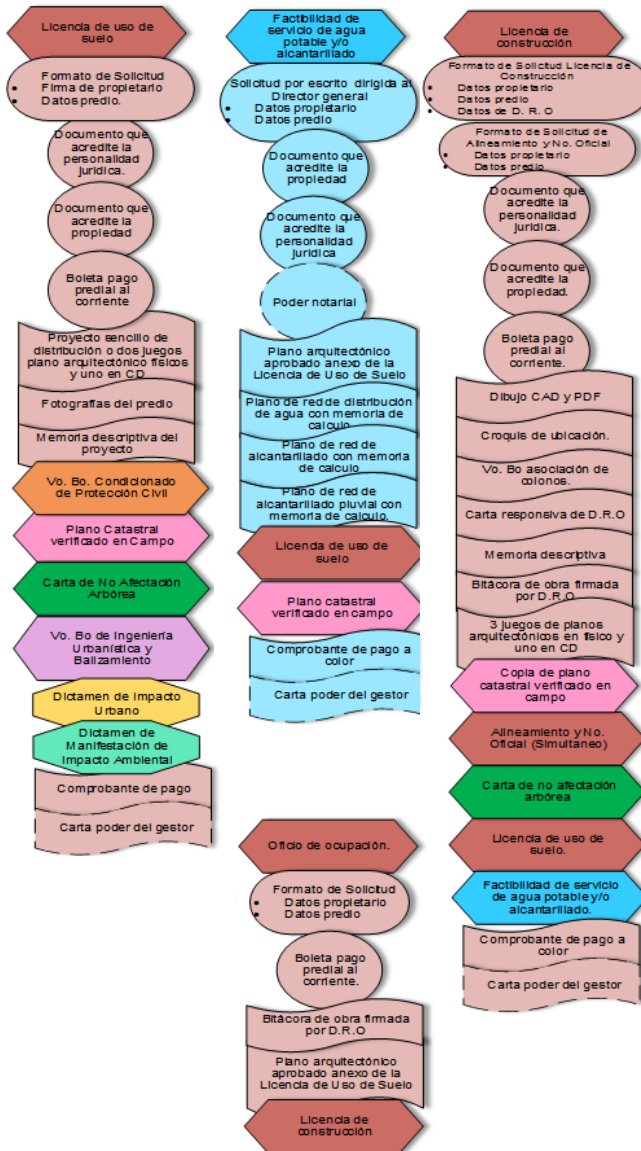 Licencia de uso de
suelo
Formato de Solicitud
• Firma de propietario
• Datos predio.
Documento que
acredite la
personalidad
juridica.
Documento que
acredite la
propiedad
Boleta pago
predial al
corriente
Proyecto sencillo de
distribución o dos juegos
plano arquitectónico físicos
y uno en CD
Fotografías del predio
Memoria descriptiva del
proyecto
Vo. Bo. Condicionado
de Protección Civil
Plano Catastral
verificado en Campo
Carta de No Afectación
Arbórea
Vo. Bo de Ingeniería
Urbanística y
Balizamiento
Dictamen de Impacto
Urbano
Dictamen de
Manifestación de
Impacto Ambiental
Comprobante de pago
Carta poder del gestor
Factibilidad de
servicio de agua
potable y/o
alcantarillado
Solicitud por escrito dirigida al
Director general
• Datos propietario
• Datos predio
Documento que
acredite la
propiedad
Documento que
acredite la
personalidad
juridica
Poder notarial
Plano arquitectónico
aprobado anexo de la
Licencia de Uso de Suelo
Plano de red de distribución
de agua con memoria de
calculo
Plano de red de
alcantarillado con memoria
de calculo
Plano de red de
alcantarillado pluvial con
memoria de calculo.
Licencia de uso de
suelo
Plano catastral
verificado en campo
Comprobante de pago a
color
Carta poder del gestor
Oficio de ocupación.
Formato de Solicitud
• Datos propietario
• Datos predio
Boleta pago
predial al
corriente.
Bitácora de obra firmada
por D.R.O
Plano arquitectónico
aprobado anexo de la
Licencia de Uso de Suelo
Licencia de
construcción
Licencia de
construcción
Formato de Solicitud Licencia de
Construcción
• Datos propietario
• Datos predio
• Datos de D. R. O
Formato de Solicitud de
Alineamiento y No. Oficial
• Datos propietario
• Datos predio
Documento que
acredite la
personalidad
juridica.
Documento que
acredite la
propiedad.
Boleta pago
predial al
corriente.
Dibujo CAD y PDF
Croquis de ubicación.
Vo. Bo asociación de
colonos.
Carta responsiva de D.R.O
Memoria descriptiva
Bitácora de obra firmada
por D.R.O
3 juegos de planos
arquitectónicos en físico y
uno en CD
Copia de plano
catastral verificado en
campo
Alineamiento y No.
Oficial (Simultaneo)
Carta de no afectación
arbórea
Licencia de uso de
suelo.
Factibilidad de servicio
de agua potable y/o
alcantarillado.
Comprobante de pago a
color
Carta poder del gestor